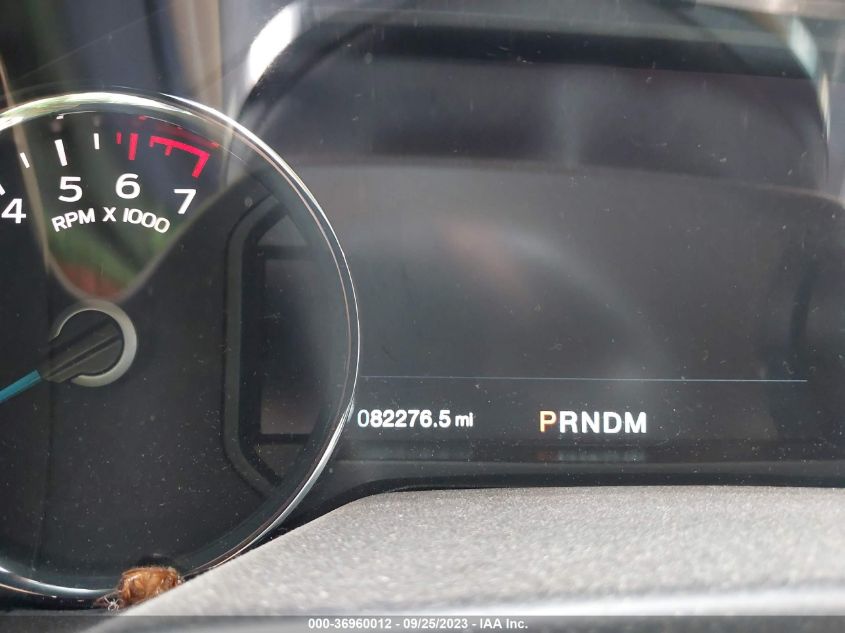 4 5 6 7
RPM X 1000
082276.5 mi PRNDM
000-36960012 - 09/25/2023 - IAA Inc.